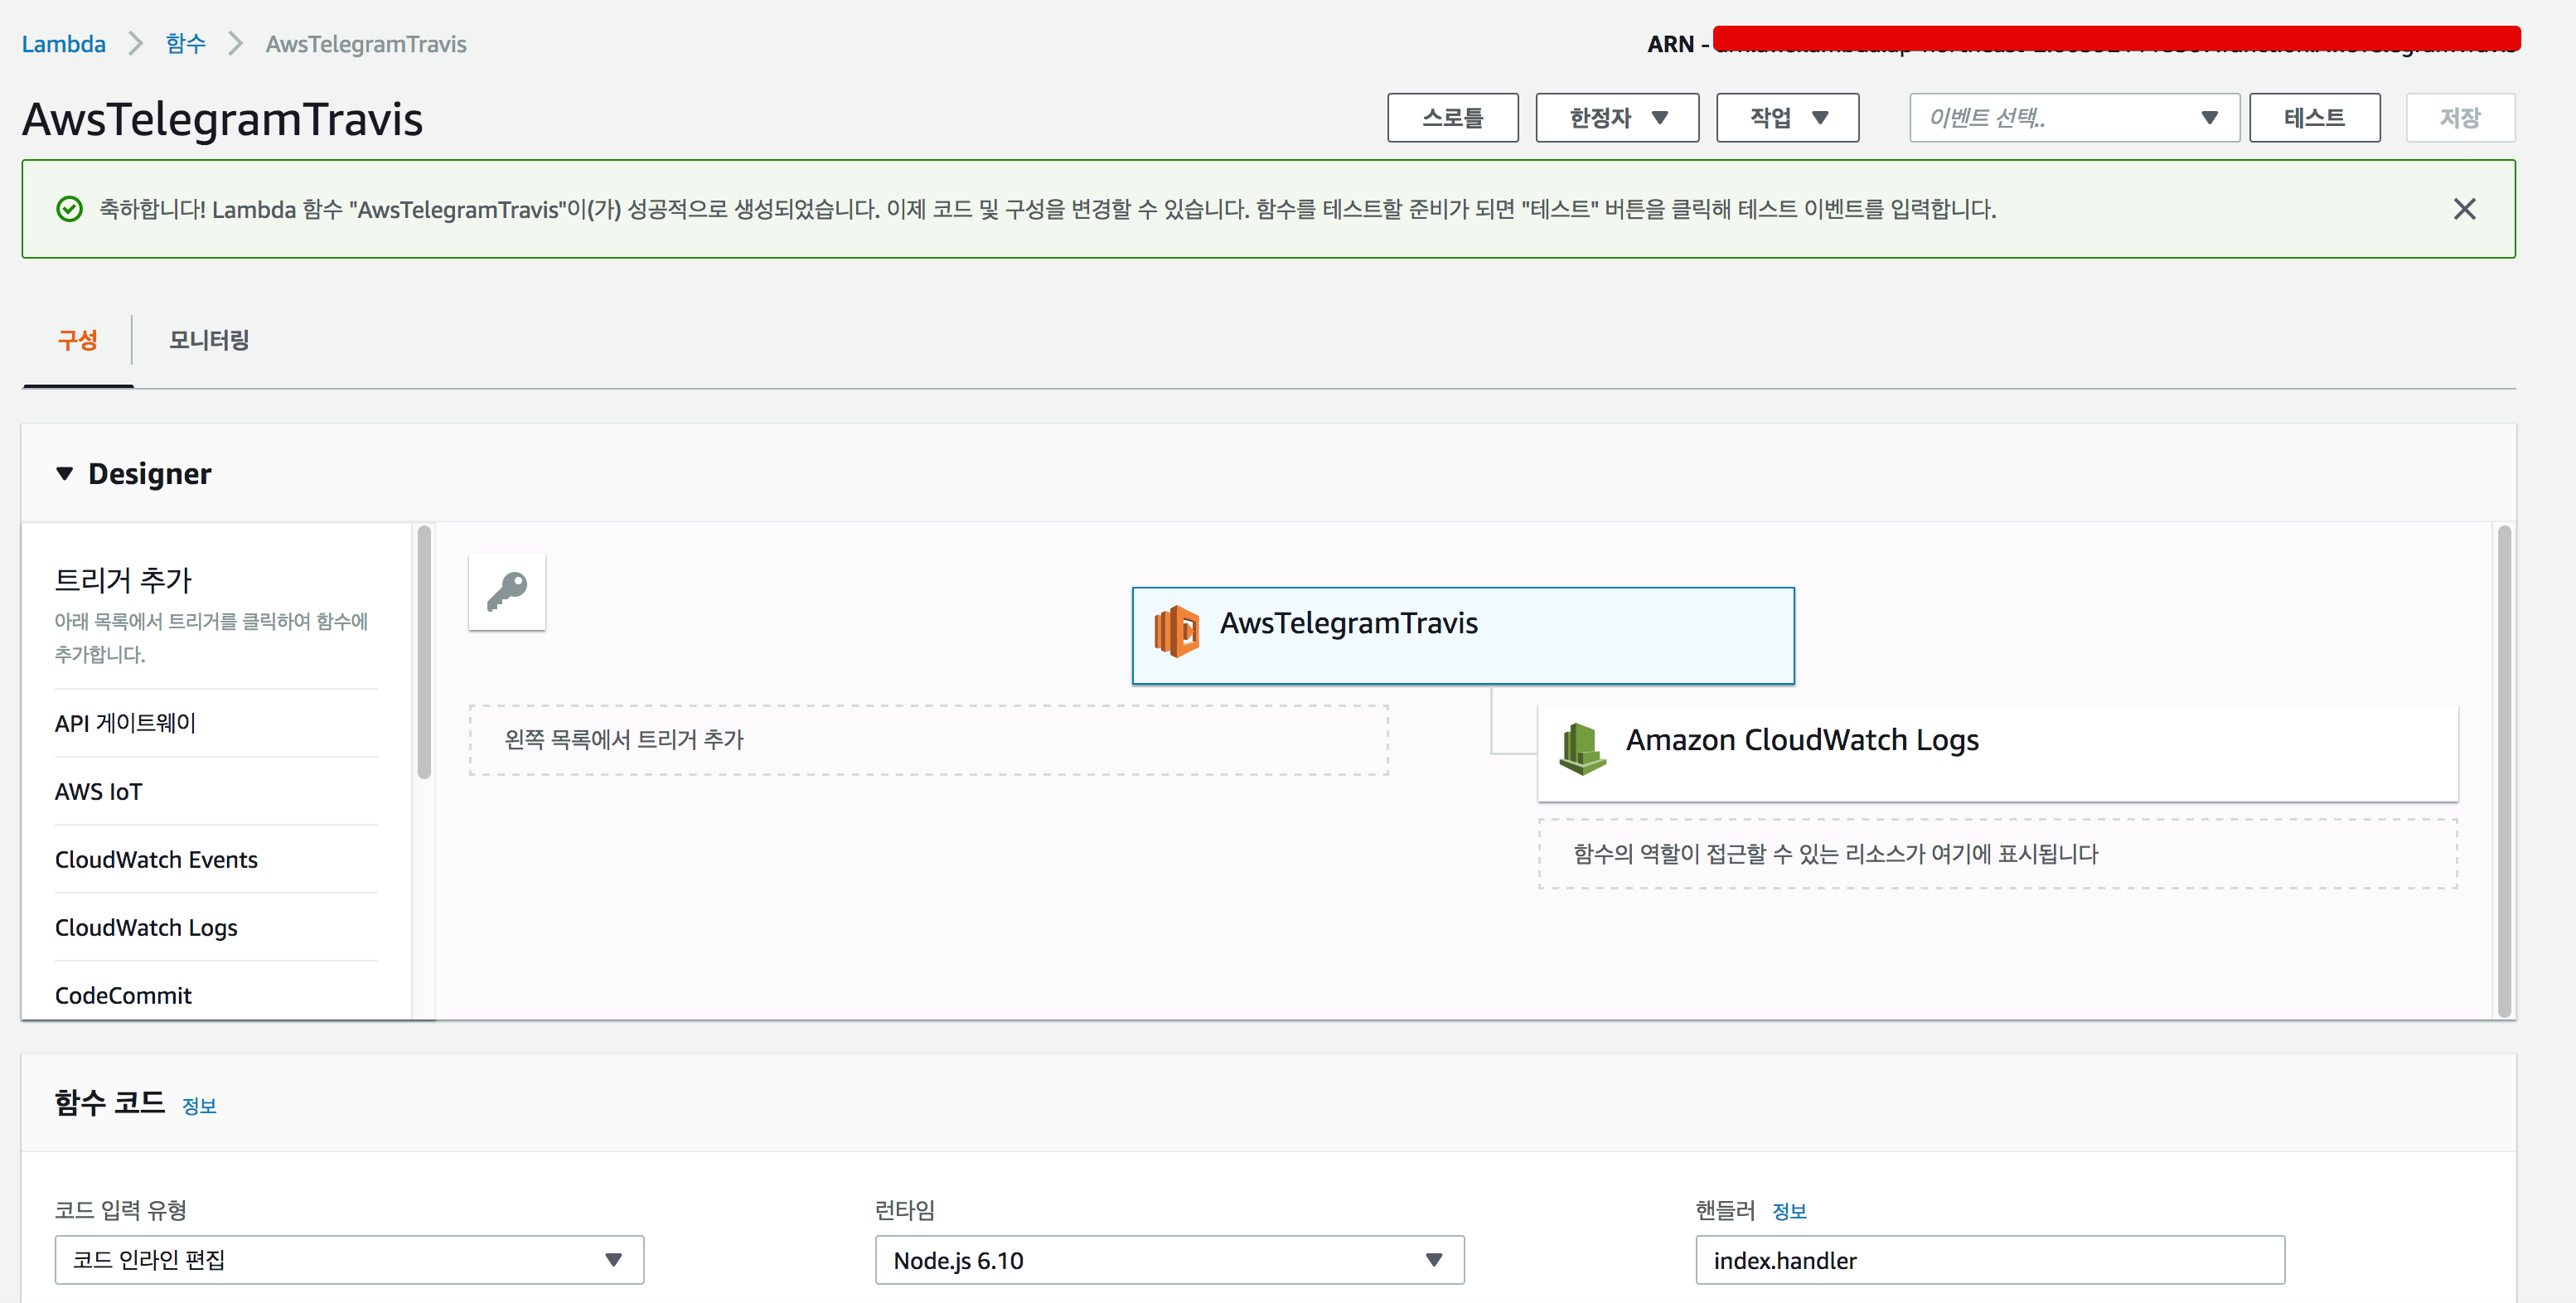 Lambda > 함수 > AwsTelegramTravis
ARN -
AwsTelegramTravis
스로틀 한정자 작업 이벤트 선택.. 테스트 저장
축하합니다! Lambda 함수 "AwsTelegramTravis"이(가) 성공적으로 생성되었습니다. 이제 코드 및 구성을 변경할 수 있습니다. 함수를 테스트할 준비가 되면 "테스트" 버튼을 클릭해 테스트 이벤트를 입력합니다.
구성 모니터링
Designer
트리거 추가
아래 목록에서 트리거를 클릭하여 함수에
추가합니다.
API 게이트웨이
AWS IoT
CloudWatch Events
CloudWatch Logs
CodeCommit
AwsTelegramTravis
왼쪽 목록에서 트리거 추가
Amazon CloudWatch Logs
함수의 역할이 접근할 수 있는 리소스가 여기에 표시됩니다
함수 코드 정보
코드 입력 유형
코드 인라인 편집
런타임
Node.js 6.10
핸들러 정보
index.handler